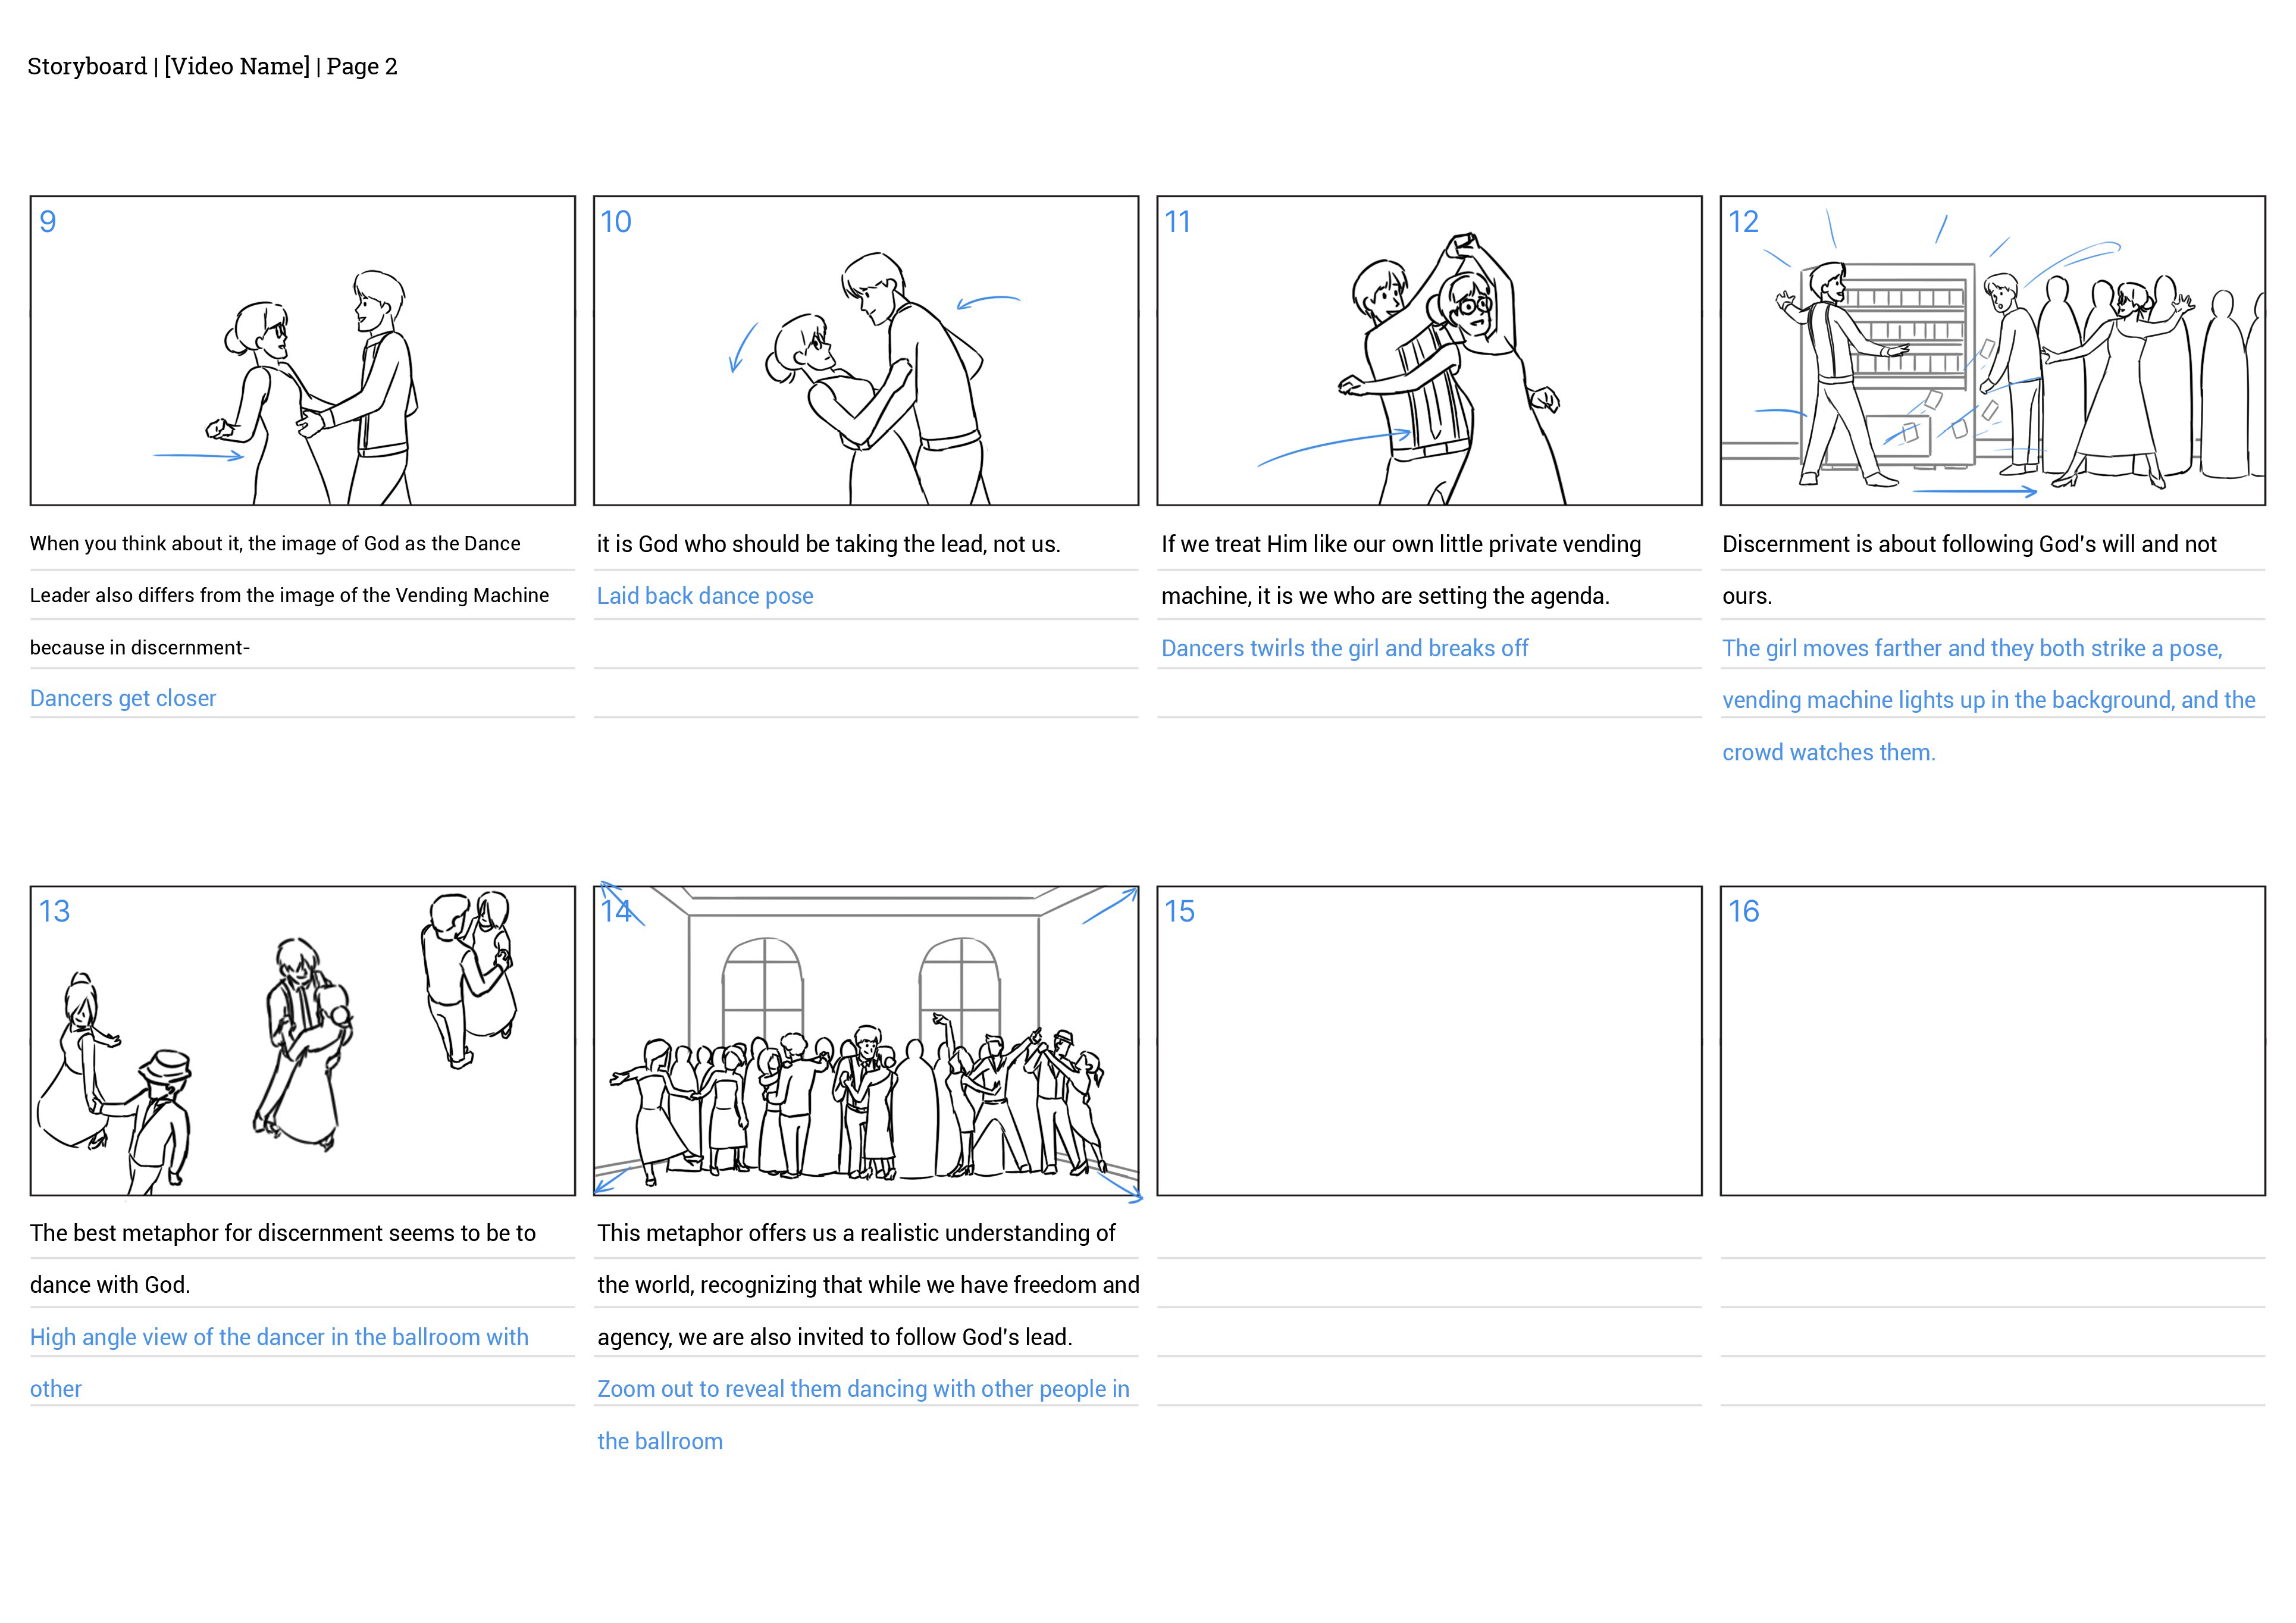 Storyboard | [Video Name] | Page 2
9
When you think about it, the image of God as the Dance
Leader also differs from the image of the Vending Machine
because in discernment-
Dancers get closer
10
it is God who should be taking the lead, not us.
Laid back dance pose
11
If we treat Him like our own little private vending
machine, it is we who are setting the agenda.
Dancers twirls the girl and breaks off
12
Discernment is about following God's will and not
ours.
The girl moves farther and they both strike a pose,
vending machine lights up in the background, and the
crowd watches them.
13
The best metaphor for discernment seems to be to
dance with God.
High angle view of the dancer in the ballroom with
other
14
This metaphor offers us a realistic understanding of
the world, recognizing that while we have freedom and
agency, we are also invited to follow God's lead.
Zoom out to reveal them dancing with other people in
the ballroom
15
16